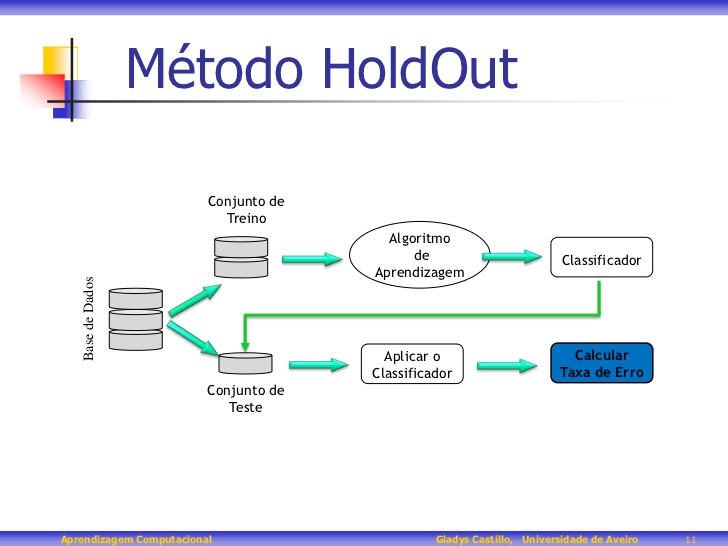 Método HoldOut
Conjunto de
Treino
Algoritmo
de
Aprendizagem
Classificador
Base de Dados
Aplicar o
Classificador
Calcular
Taxa de Erro
Conjunto de
Teste
Aprendizagem Computacional
Gladys Castillo, Universidade de Aveiro
11